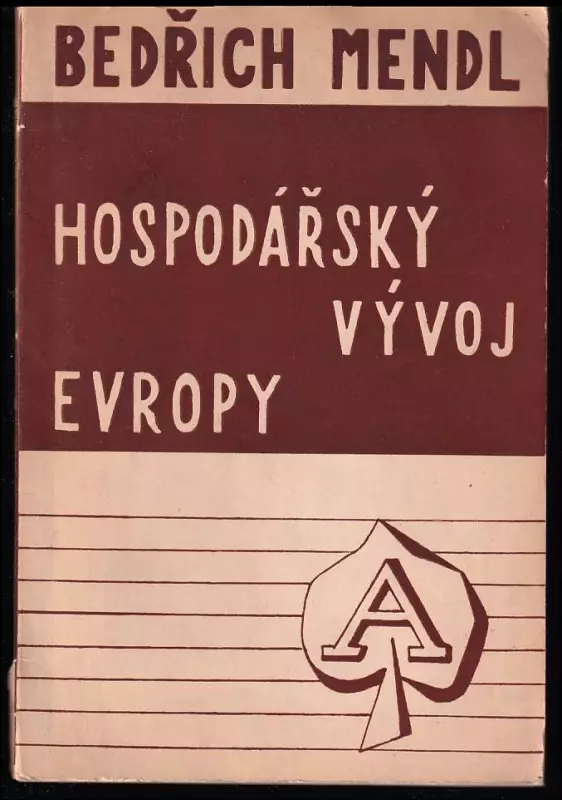 BEDŘICH MENDL
HOSPODÁŘSKÝ
VÝVOJ
EVROPY
A